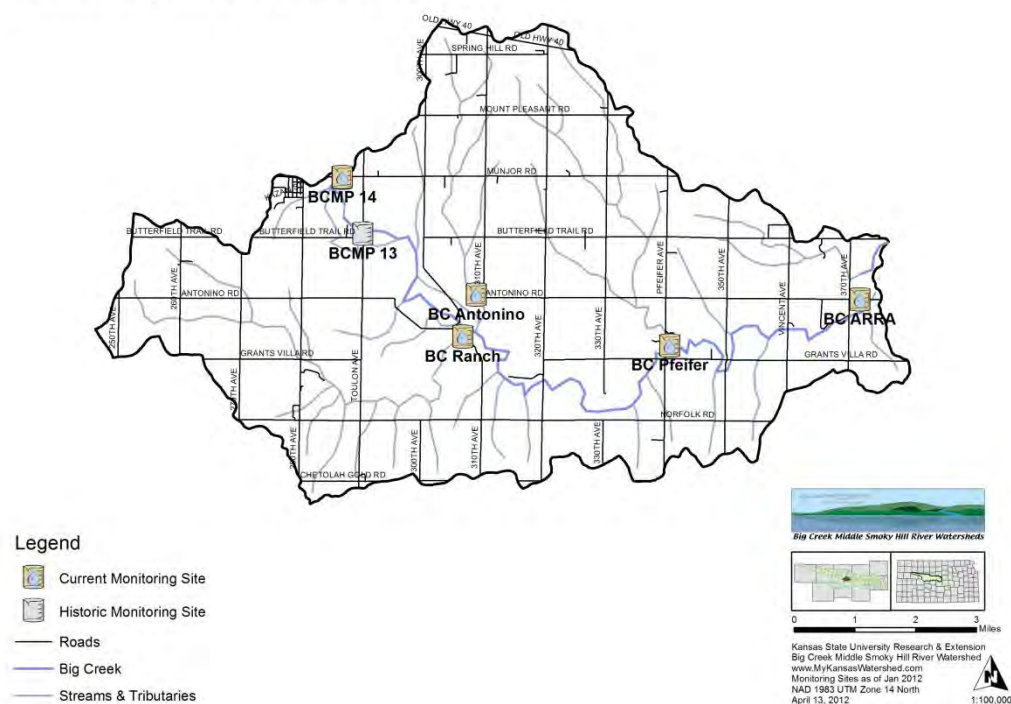 OLD HWY 40
OLD HWY 40
300TH AVE
SPRING HILL RD
MOUNT PLEASANT RD
BCMP 14
MUNJOR RD
BUTTERFIELD TRAIL RD
BUTTERFIELD TRAIL RD
BUTTERFIELD TRAIL RD
BCMP 13
260TH AVE
310TH AVE
PFEIFER AVE
350TH AVE
370TH AVE
ANTONINO RD
ANTONINO RD
BC Antonino
BC ARRA
250TH AVE
VINCENT AVE
BC Ranch
320TH AVE
330TH AVE
GRANTS VILLA RD
BC Pfeifer
GRANTS VILLA RD
TOULON AVE
NORFOLK RD
300TH AVE
310TH AVE
330TH AVE
CHETOLAH GOLD RD
Legend
Current Monitoring Site
Historic Monitoring Site
Roads
Big Creek
Streams & Tributaries
Big Creek Middle Smoky Hill River Watersheds
0 1 2 3
Miles
Kansas State University Research & Extension
Big Creek Middle Smoky Hill River Watershed
www.MyKansasWatershed.com
Monitoring Sites as of Jan 2012
NAD 1983 UTM Zone 14 North
April 13, 2012
N
1:100,000